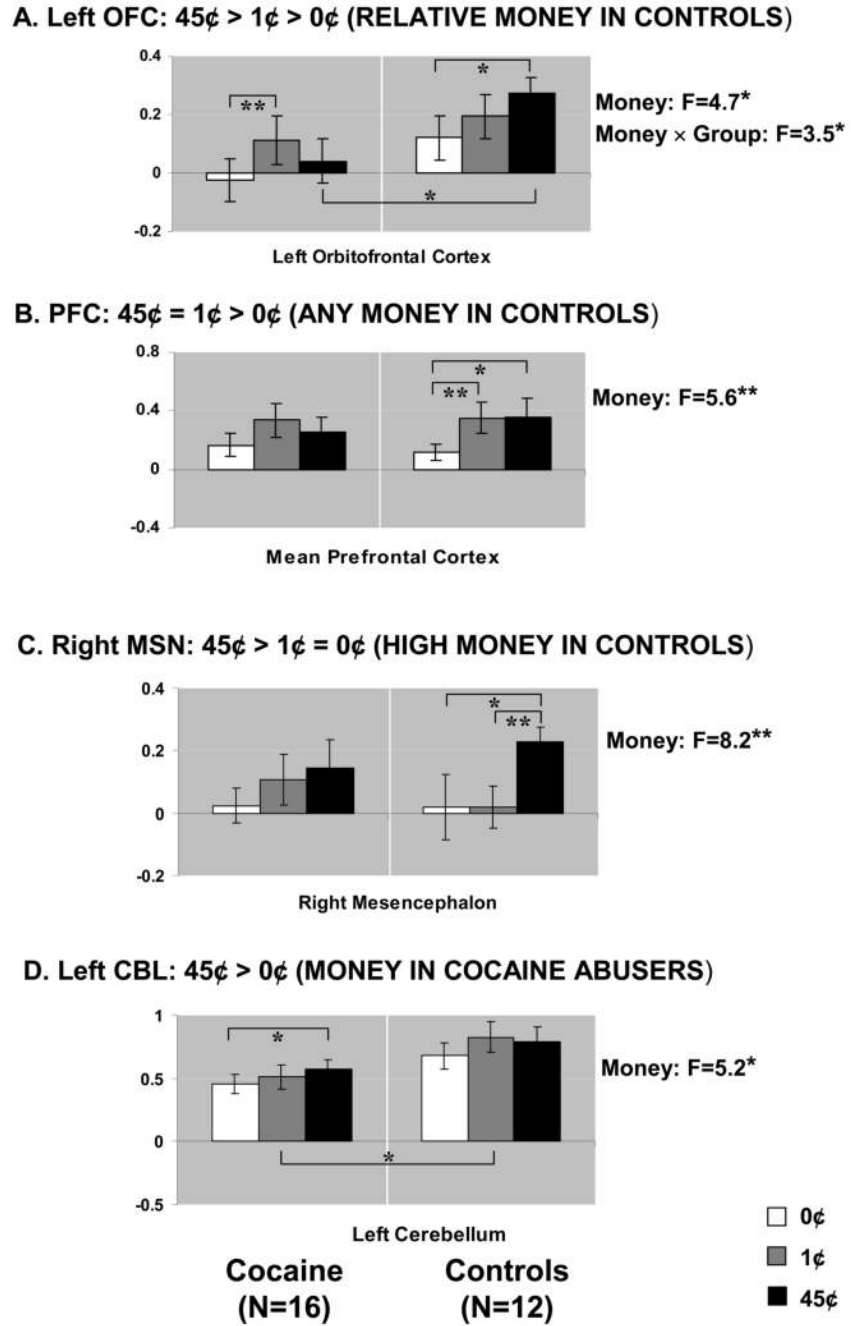 A. Left OFC: 45¢ > 1¢ > 0¢ (RELATIVE MONEY IN CONTROLS)
0.4
0.2
0
-0.2
**
*
*
Money: F=4.7*
Money × Group: F=3.5*
Left Orbitofrontal Cortex
B. PFC: 45¢ = 1¢ > 0¢ (ANY MONEY IN CONTROLS)
0.8
0.4
0
-0.4
*
**
Money: F=5.6**
Mean Prefrontal Cortex
C. Right MSN: 45¢ > 1¢ = 0¢ (HIGH MONEY IN CONTROLS)
0.4
0.2
0
-0.2
*
**
Money: F=8.2**
Right Mesencephalon
D. Left CBL: 45¢ > 0¢ (MONEY IN COCAINE ABUSERS)
1
0.5
0
-0.5
*
*
Money: F=5.2*
Left Cerebellum
Cocaine
(N=16)
Controls
(N=12)
0¢
1¢
45¢